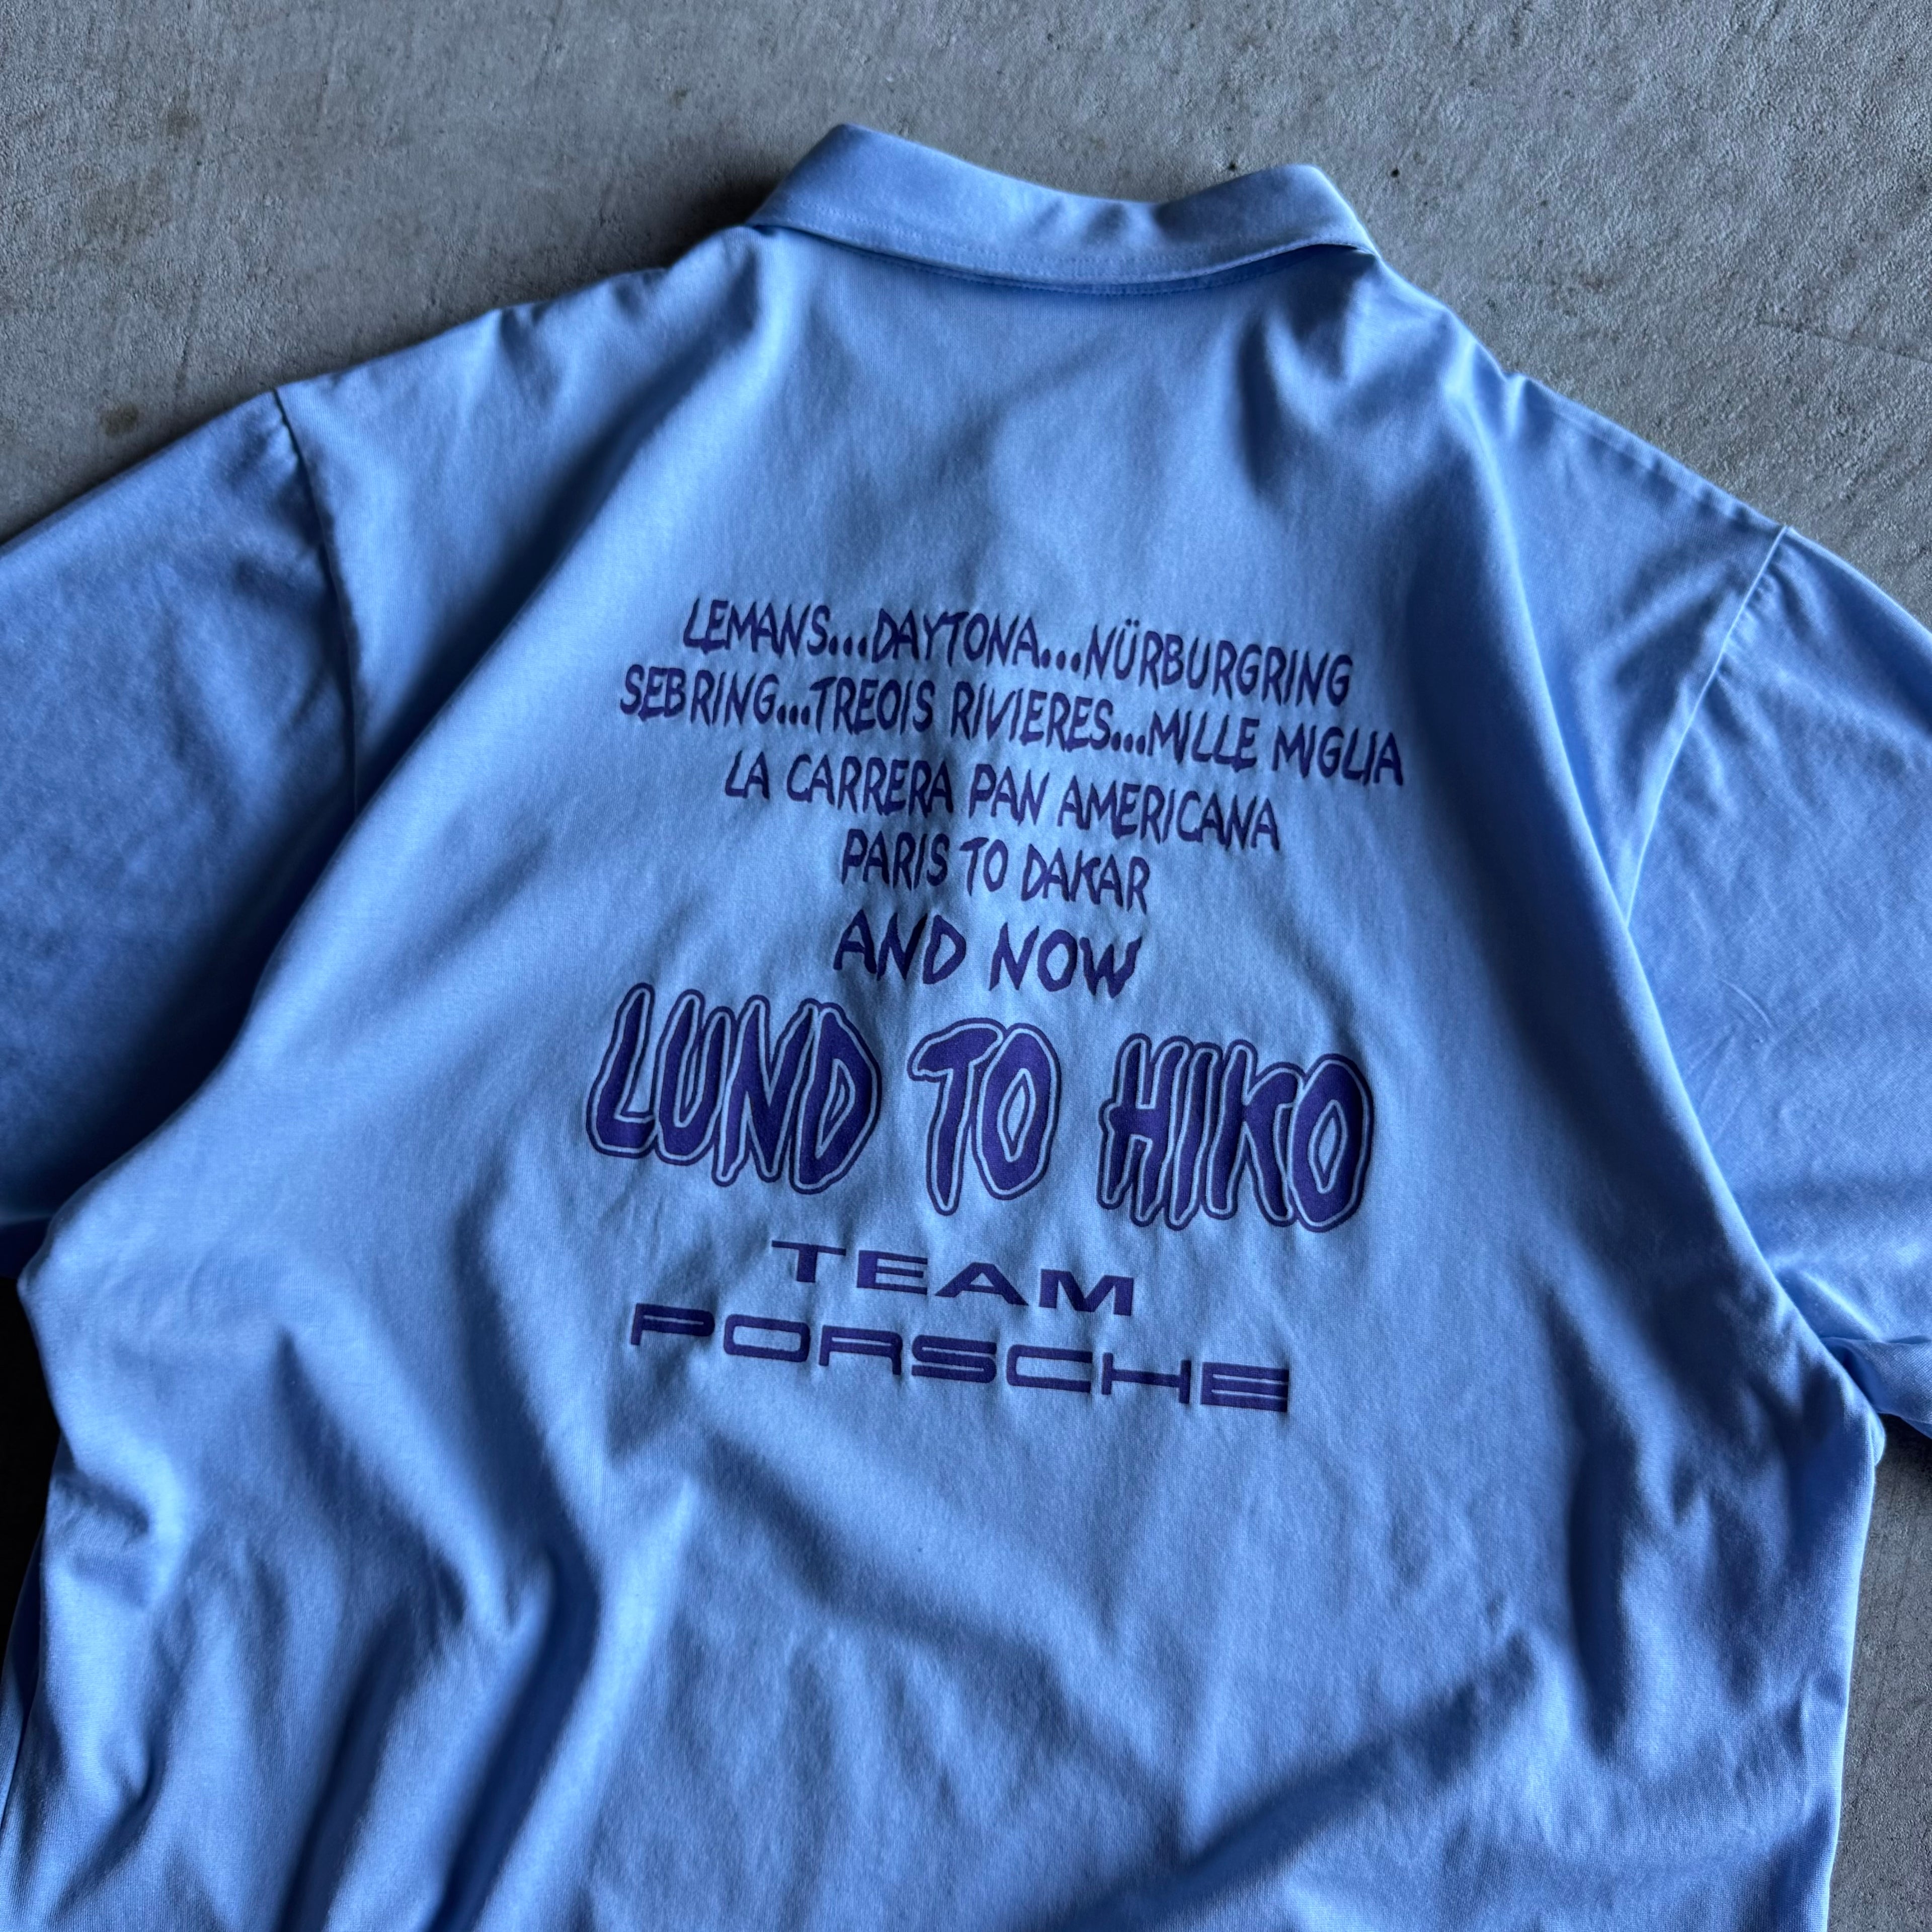 LEMANS...DAYTONA...NÜRBURGRING
SEBRING...TREOIS RIVIERES...MILLE MIGLIA
LA CARRERA PAN AMERICANA
PARIS TO DAKAR
AND NOW
LUND TO HIKO
TEAM
PORSCHE